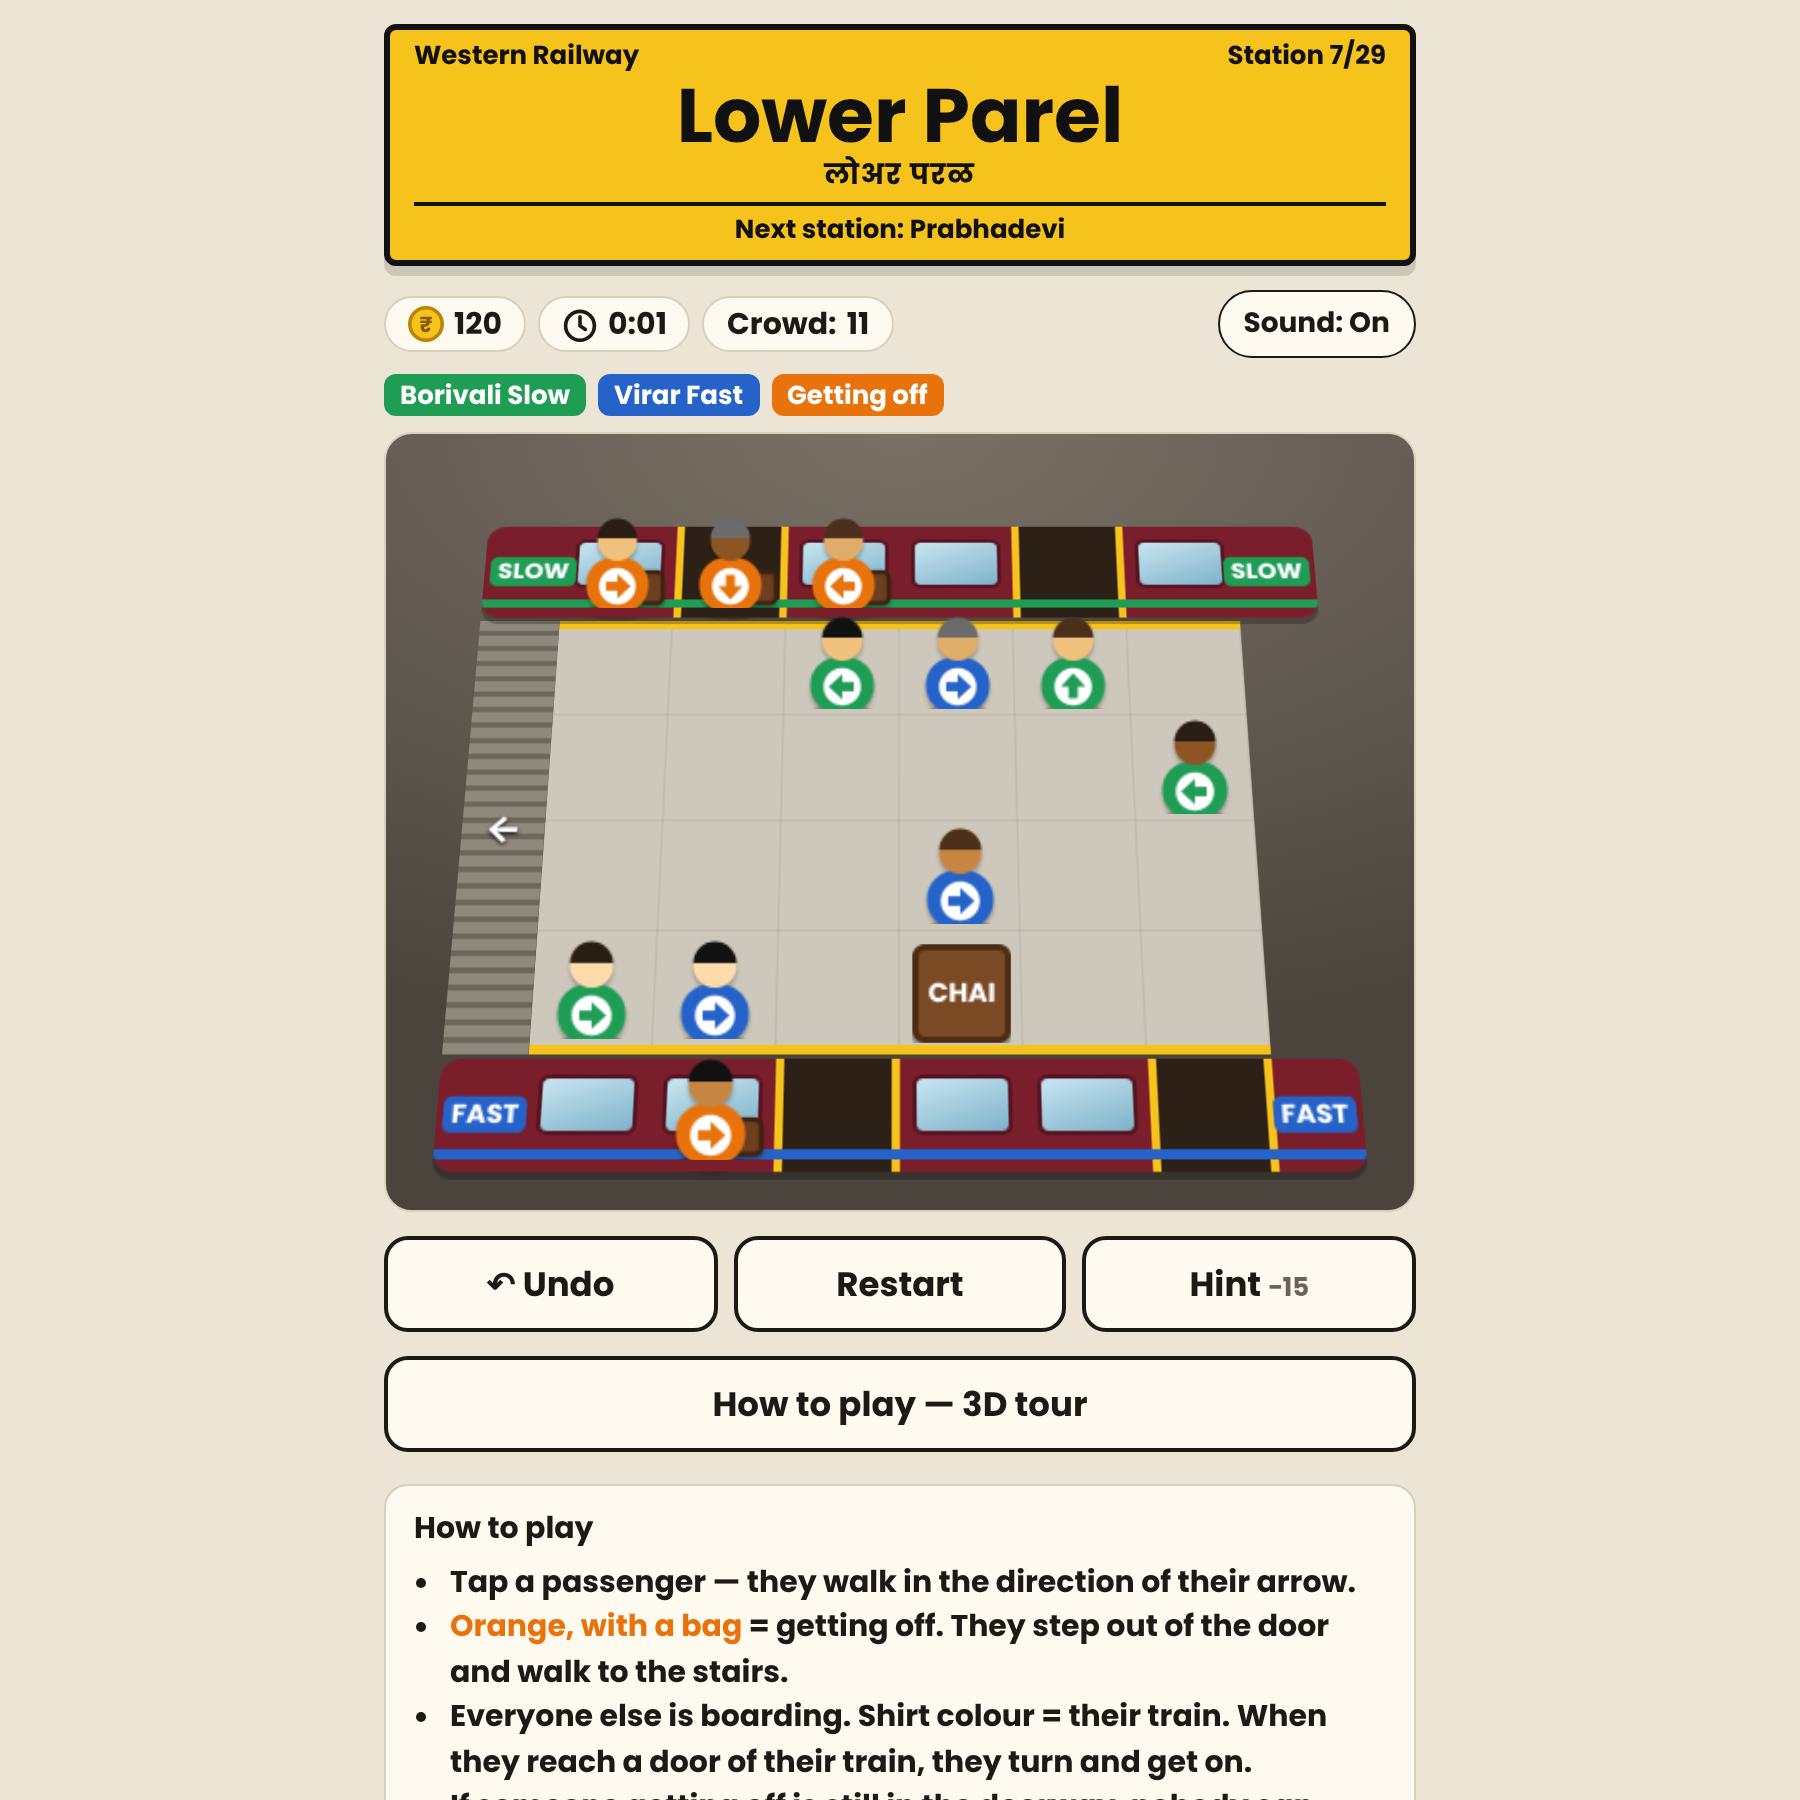 Western Railway
Station 7/29
Lower Parel
लोअर परळ
Next station: Prabhadevi
₹ 120
0:01
Crowd: 11
Sound: On
Borivali Slow
Virar Fast
Getting off
SLOW
SLOW
CHAI
FAST
FAST
↶ Undo
Restart
Hint -15
How to play — 3D tour
How to play
• Tap a passenger — they walk in the direction of their arrow.
• Orange, with a bag = getting off. They step out of the door
and walk to the stairs.
• Everyone else is boarding. Shirt colour = their train. When
they reach a door of their train, they turn and get on.